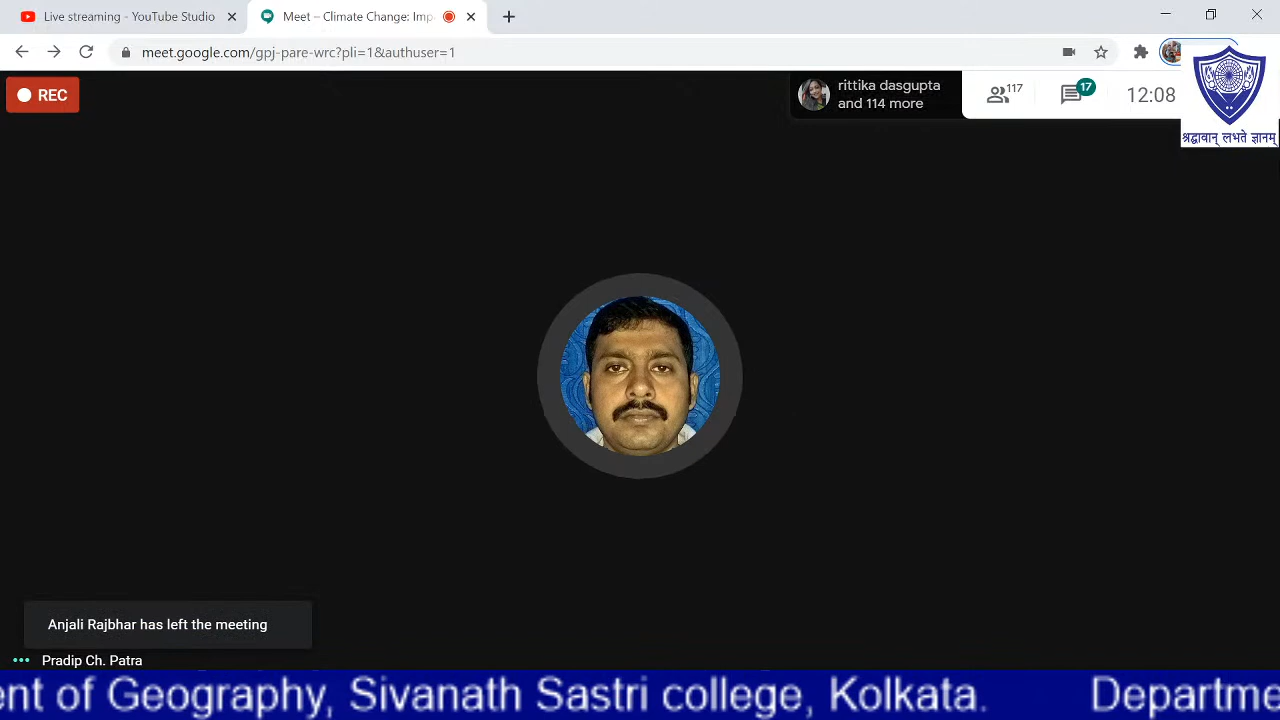 Live streaming - YouTube Studio
Meet – Climate Change: Imp
meet.google.com/gpj-pare-wrc?pli=1&authuser=1
REC
rittika dasgupta
and 114 more
117
17
12:08
श्रद्धावान् लभते ज्ञानम्
Anjali Rajbhar has left the meeting
Pradip Ch. Patra
ent of Geography, Sivanath Sastri college, Kolkata. Departme